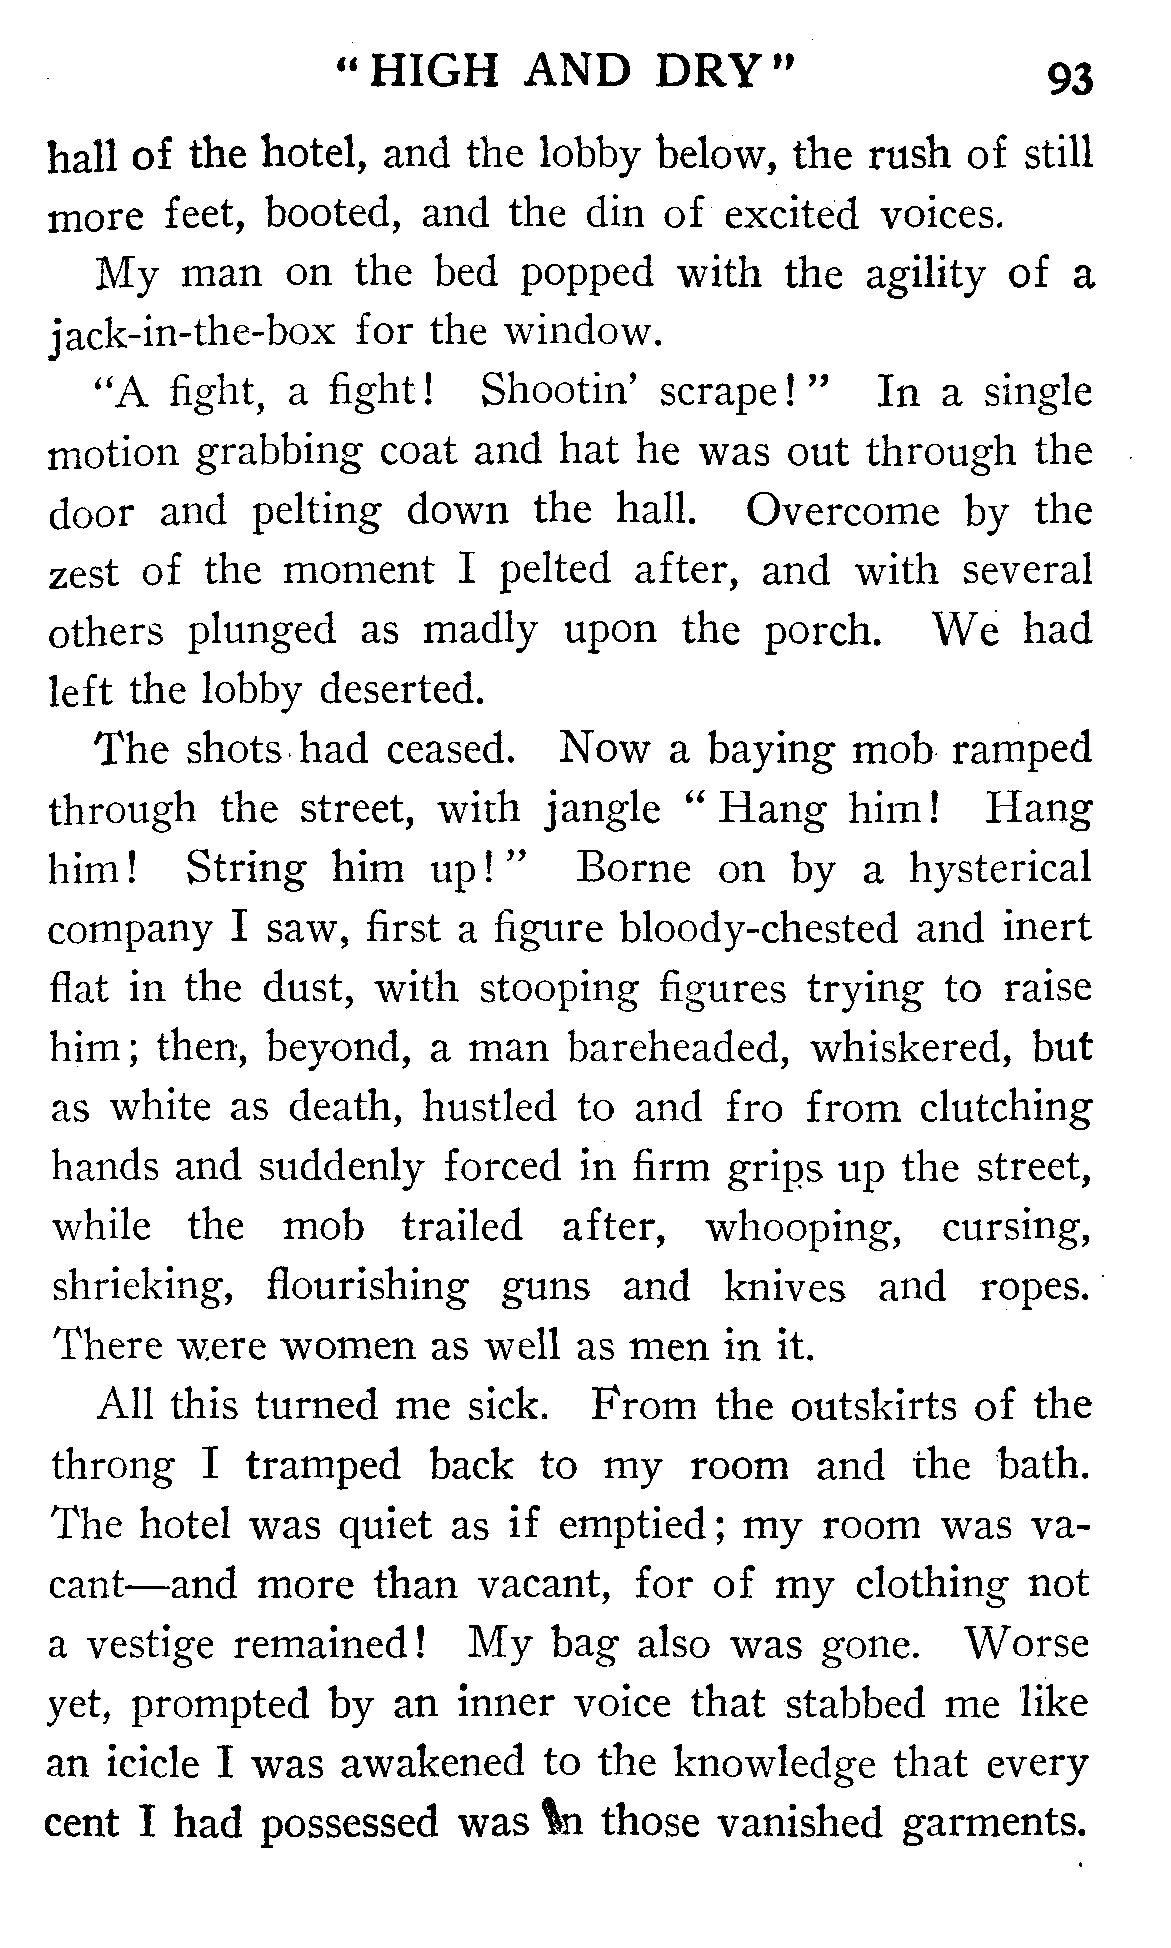 “HIGH AND DRY” 93
hall of the hotel, and the lobby below, the rush of still
more feet, booted, and the din of excited voices.
My man on the bed popped with the agility of a
jack-in-the-box for the window.
“A fight, a fight! Shootin’ scrape!” In a single
motion grabbing coat and hat he was out through the
door and pelting down the hall. Overcome by the
zest of the moment I pelted after, and with several
others plunged as madly upon the porch. We had
left the lobby deserted.
The shots had ceased. Now a baying mob ramped
through the street, with jangle “Hang him! Hang
him! String him up!” Borne on by a hysterical
company I saw, first a figure bloody-chested and inert
flat in the dust, with stooping figures trying to raise
him; then, beyond, a man bareheaded, whiskered, but
as white as death, hustled to and fro from clutching
hands and suddenly forced in firm grips up the street,
while the mob trailed after, whooping, cursing,
shrieking, flourishing guns and knives and ropes.
There were women as well as men in it.
All this turned me sick. From the outskirts of the
throng I tramped back to my room and the bath.
The hotel was quiet as if emptied; my room was va-
cant—and more than vacant, for of my clothing not
a vestige remained! My bag also was gone. Worse
yet, prompted by an inner voice that stabbed me like
an icicle I was awakened to the knowledge that every
cent I had possessed was in those vanished garments.